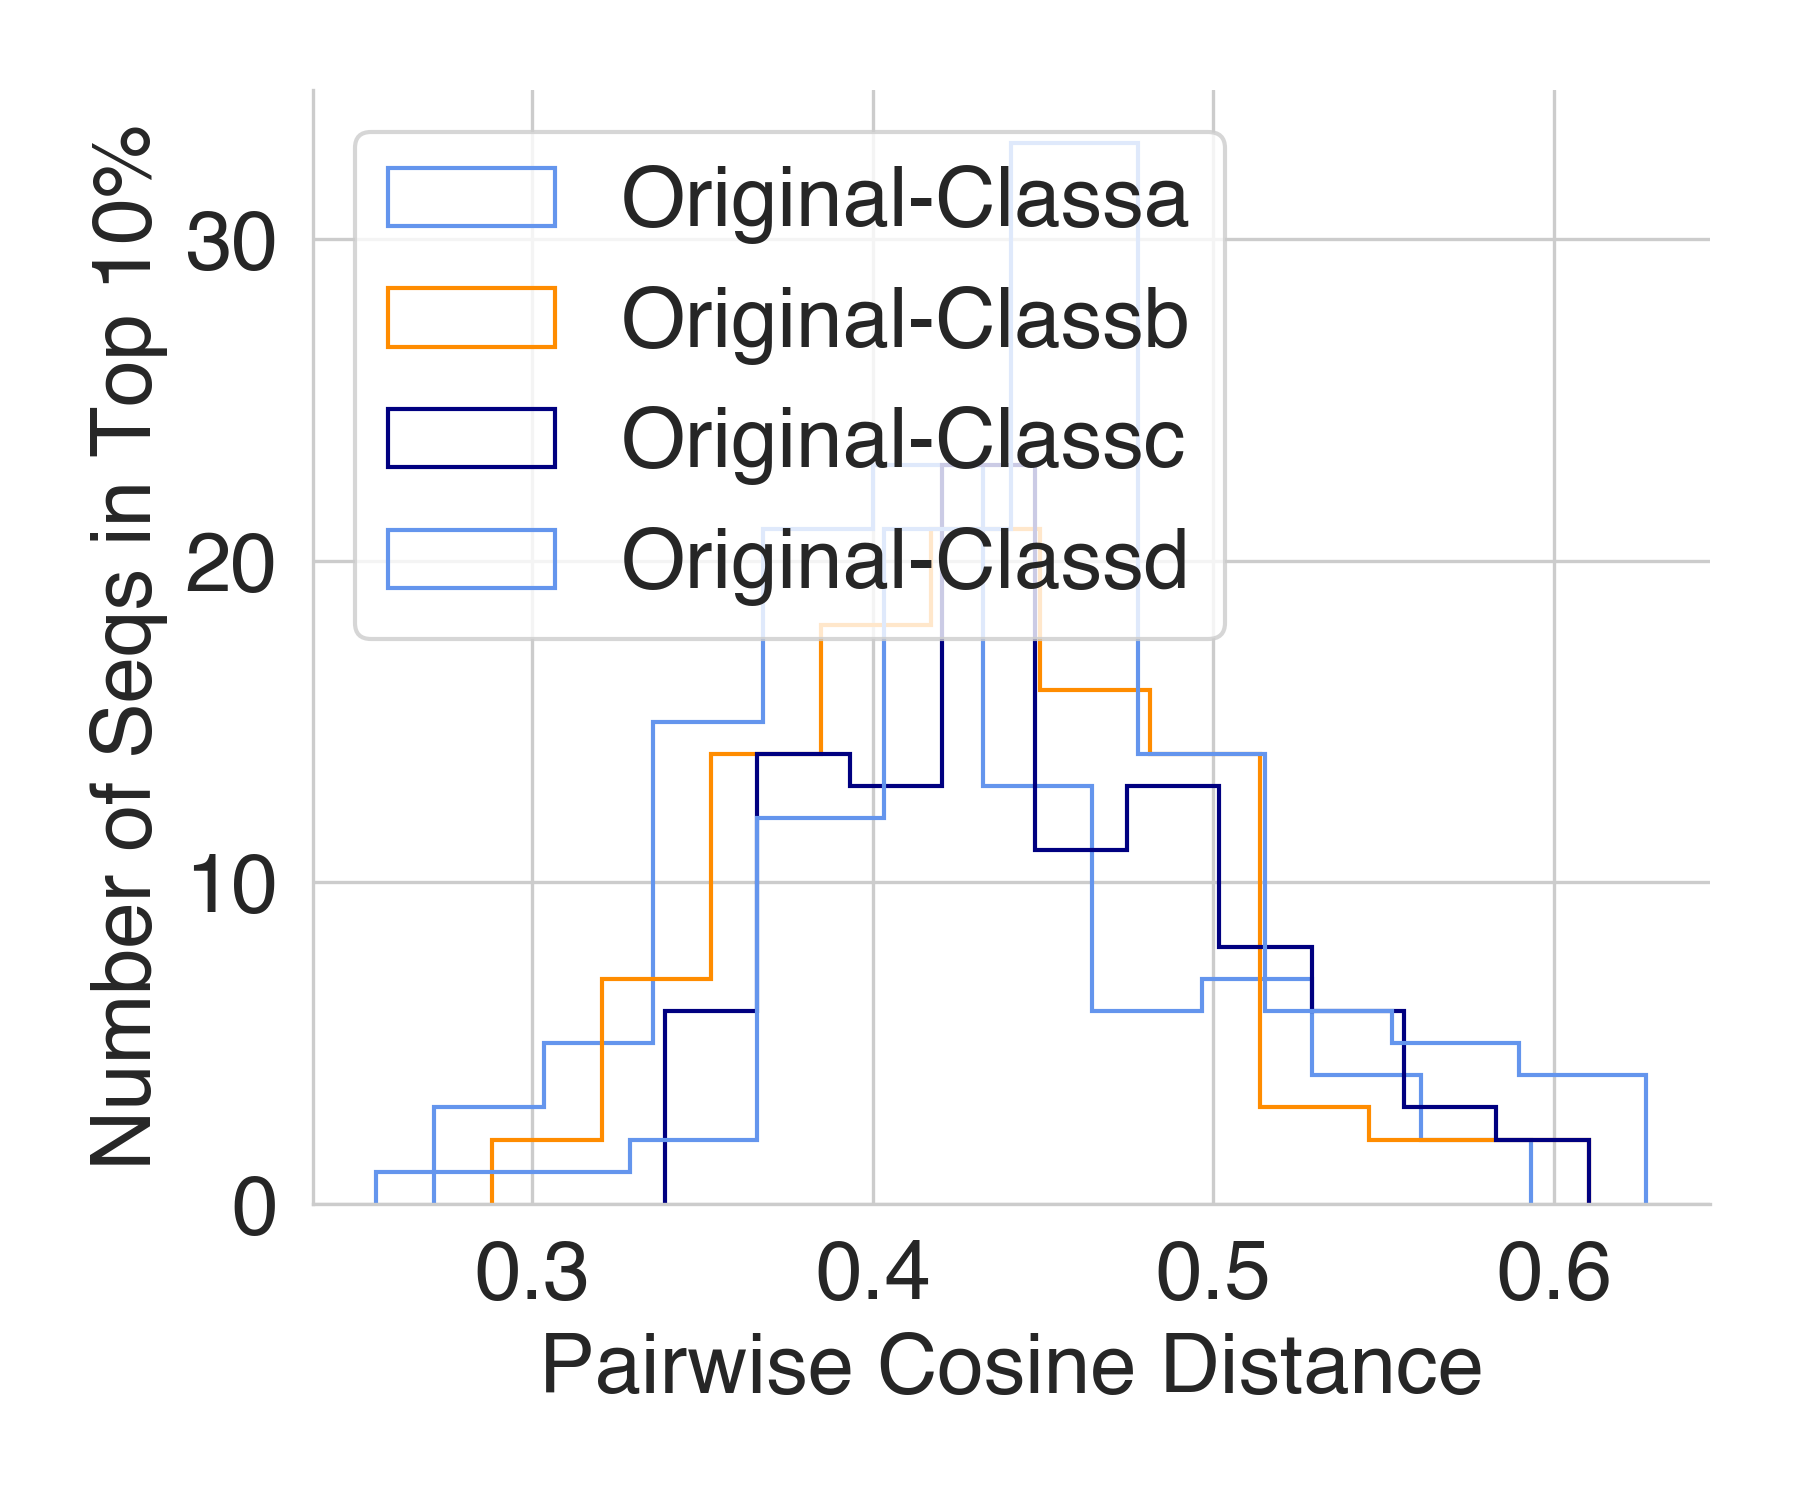 Number of Seqs in Top 10%
30
20
10
0
Original-Classa
Original-Classb
Original-Classc
Original-Classd
0.3 0.4 0.5 0.6
Pairwise Cosine Distance